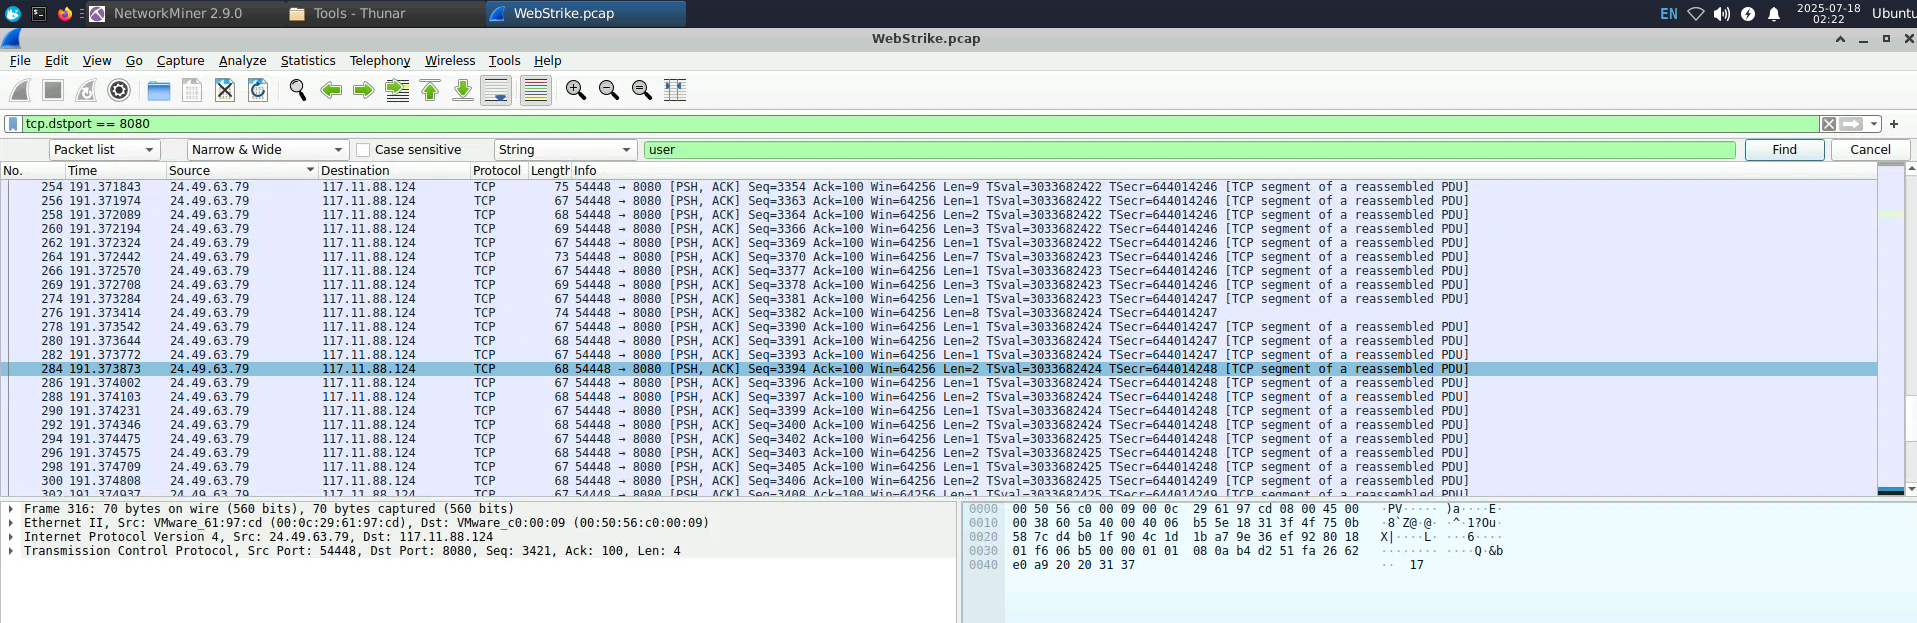 NetworkMiner 2.9.0 Tools - Thunar WebStrike.pcap EN 2025-07-18 02:22 Ubuntu
WebStrike.pcap
File Edit View Go Capture Analyze Statistics Telephony Wireless Tools Help
tcp.dstport == 8080
Packet list Narrow & Wide Case sensitive String user Find Cancel
No. Time Source Destination Protocol Length Info
254 191.371843 24.49.63.79 117.11.88.124 TCP 75 54448 → 8080 [PSH, ACK] Seq=3354 Ack=100 Win=64256 Len=9 TSval=3033682422 TSecr=644014246 [TCP segment of a reassembled PDU]
256 191.371974 24.49.63.79 117.11.88.124 TCP 67 54448 → 8080 [PSH, ACK] Seq=3363 Ack=100 Win=64256 Len=1 TSval=3033682422 TSecr=644014246 [TCP segment of a reassembled PDU]
258 191.372089 24.49.63.79 117.11.88.124 TCP 68 54448 → 8080 [PSH, ACK] Seq=3364 Ack=100 Win=64256 Len=2 TSval=3033682422 TSecr=644014246 [TCP segment of a reassembled PDU]
260 191.372194 24.49.63.79 117.11.88.124 TCP 69 54448 → 8080 [PSH, ACK] Seq=3366 Ack=100 Win=64256 Len=3 TSval=3033682422 TSecr=644014246 [TCP segment of a reassembled PDU]
262 191.372324 24.49.63.79 117.11.88.124 TCP 67 54448 → 8080 [PSH, ACK] Seq=3369 Ack=100 Win=64256 Len=1 TSval=3033682422 TSecr=644014246 [TCP segment of a reassembled PDU]
264 191.372442 24.49.63.79 117.11.88.124 TCP 73 54448 → 8080 [PSH, ACK] Seq=3370 Ack=100 Win=64256 Len=7 TSval=3033682423 TSecr=644014246 [TCP segment of a reassembled PDU]
266 191.372570 24.49.63.79 117.11.88.124 TCP 67 54448 → 8080 [PSH, ACK] Seq=3377 Ack=100 Win=64256 Len=1 TSval=3033682423 TSecr=644014246 [TCP segment of a reassembled PDU]
269 191.372708 24.49.63.79 117.11.88.124 TCP 69 54448 → 8080 [PSH, ACK] Seq=3378 Ack=100 Win=64256 Len=3 TSval=3033682423 TSecr=644014246 [TCP segment of a reassembled PDU]
274 191.373284 24.49.63.79 117.11.88.124 TCP 67 54448 → 8080 [PSH, ACK] Seq=3381 Ack=100 Win=64256 Len=1 TSval=3033682423 TSecr=644014247 [TCP segment of a reassembled PDU]
276 191.373414 24.49.63.79 117.11.88.124 TCP 74 54448 → 8080 [PSH, ACK] Seq=3382 Ack=100 Win=64256 Len=8 TSval=3033682424 TSecr=644014247
278 191.373542 24.49.63.79 117.11.88.124 TCP 67 54448 → 8080 [PSH, ACK] Seq=3390 Ack=100 Win=64256 Len=1 TSval=3033682424 TSecr=644014247 [TCP segment of a reassembled PDU]
280 191.373644 24.49.63.79 117.11.88.124 TCP 68 54448 → 8080 [PSH, ACK] Seq=3391 Ack=100 Win=64256 Len=2 TSval=3033682424 TSecr=644014247 [TCP segment of a reassembled PDU]
282 191.373772 24.49.63.79 117.11.88.124 TCP 67 54448 → 8080 [PSH, ACK] Seq=3393 Ack=100 Win=64256 Len=1 TSval=3033682424 TSecr=644014247 [TCP segment of a reassembled PDU]
284 191.373873 24.49.63.79 117.11.88.124 TCP 68 54448 → 8080 [PSH, ACK] Seq=3394 Ack=100 Win=64256 Len=2 TSval=3033682424 TSecr=644014248 [TCP segment of a reassembled PDU]
286 191.374002 24.49.63.79 117.11.88.124 TCP 67 54448 → 8080 [PSH, ACK] Seq=3396 Ack=100 Win=64256 Len=1 TSval=3033682424 TSecr=644014248 [TCP segment of a reassembled PDU]
288 191.374103 24.49.63.79 117.11.88.124 TCP 68 54448 → 8080 [PSH, ACK] Seq=3397 Ack=100 Win=64256 Len=2 TSval=3033682424 TSecr=644014248 [TCP segment of a reassembled PDU]
290 191.374231 24.49.63.79 117.11.88.124 TCP 67 54448 → 8080 [PSH, ACK] Seq=3399 Ack=100 Win=64256 Len=1 TSval=3033682424 TSecr=644014248 [TCP segment of a reassembled PDU]
292 191.374346 24.49.63.79 117.11.88.124 TCP 68 54448 → 8080 [PSH, ACK] Seq=3400 Ack=100 Win=64256 Len=2 TSval=3033682424 TSecr=644014248 [TCP segment of a reassembled PDU]
294 191.374475 24.49.63.79 117.11.88.124 TCP 67 54448 → 8080 [PSH, ACK] Seq=3402 Ack=100 Win=64256 Len=1 TSval=3033682425 TSecr=644014248 [TCP segment of a reassembled PDU]
296 191.374575 24.49.63.79 117.11.88.124 TCP 68 54448 → 8080 [PSH, ACK] Seq=3403 Ack=100 Win=64256 Len=2 TSval=3033682425 TSecr=644014248 [TCP segment of a reassembled PDU]
298 191.374709 24.49.63.79 117.11.88.124 TCP 67 54448 → 8080 [PSH, ACK] Seq=3405 Ack=100 Win=64256 Len=1 TSval=3033682425 TSecr=644014248 [TCP segment of a reassembled PDU]
300 191.374808 24.49.63.79 117.11.88.124 TCP 68 54448 → 8080 [PSH, ACK] Seq=3406 Ack=100 Win=64256 Len=2 TSval=3033682425 TSecr=644014249 [TCP segment of a reassembled PDU]
302 191.374937 24.49.63.79 117.11.88.124 TCP 67 54448 → 8080 [PSH, ACK] Seq=3408 Ack=100 Win=64256 Len=1 TSval=3033682425 TSecr=644014249 [TCP segment of a reassembled PDU]
Frame 316: 70 bytes on wire (560 bits), 70 bytes captured (560 bits)
Ethernet II, Src: VMware_61:97:cd (00:0c:29:61:97:cd), Dst: VMware_c0:00:09 (00:50:56:c0:00:09)
Internet Protocol Version 4, Src: 24.49.63.79, Dst: 117.11.88.124
Transmission Control Protocol, Src Port: 54448, Dst Port: 8080, Seq: 3421, Ack: 100, Len: 4
0000 00 50 56 c0 00 09 00 0c 29 61 97 cd 08 00 45 00 ·PV····· )a····E·
0010 00 38 60 5a 40 00 40 06 b5 5e 18 31 3f 4f 75 0b ·8`Z@·@· ·^·1?Ou·
0020 58 7c d4 b0 1f 90 4c 1d 1b a7 9e 36 ef 92 80 18 X|····L· ···6····
0030 01 f6 06 b5 00 00 01 01 08 0a b4 d2 51 fa 26 62 ········ ····Q·&b
0040 e0 a9 20 20 31 37 ··  17